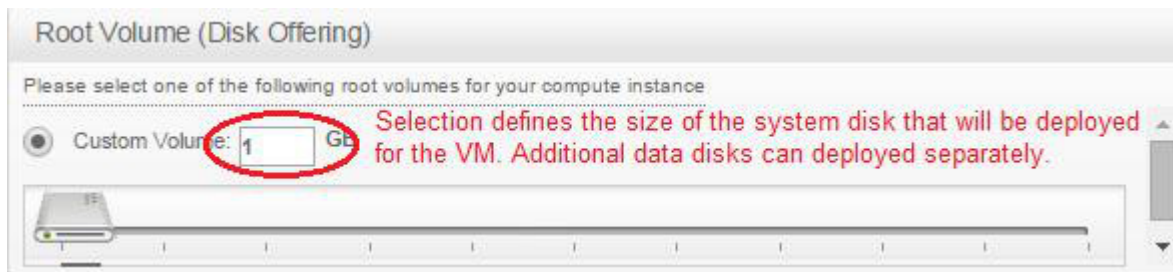 Root Volume (Disk Offering)
Please select one of the following root volumes for your compute instance
Custom Volume: 1 GB Selection defines the size of the system disk that will be deployed
for the VM. Additional data disks can deployed separately.